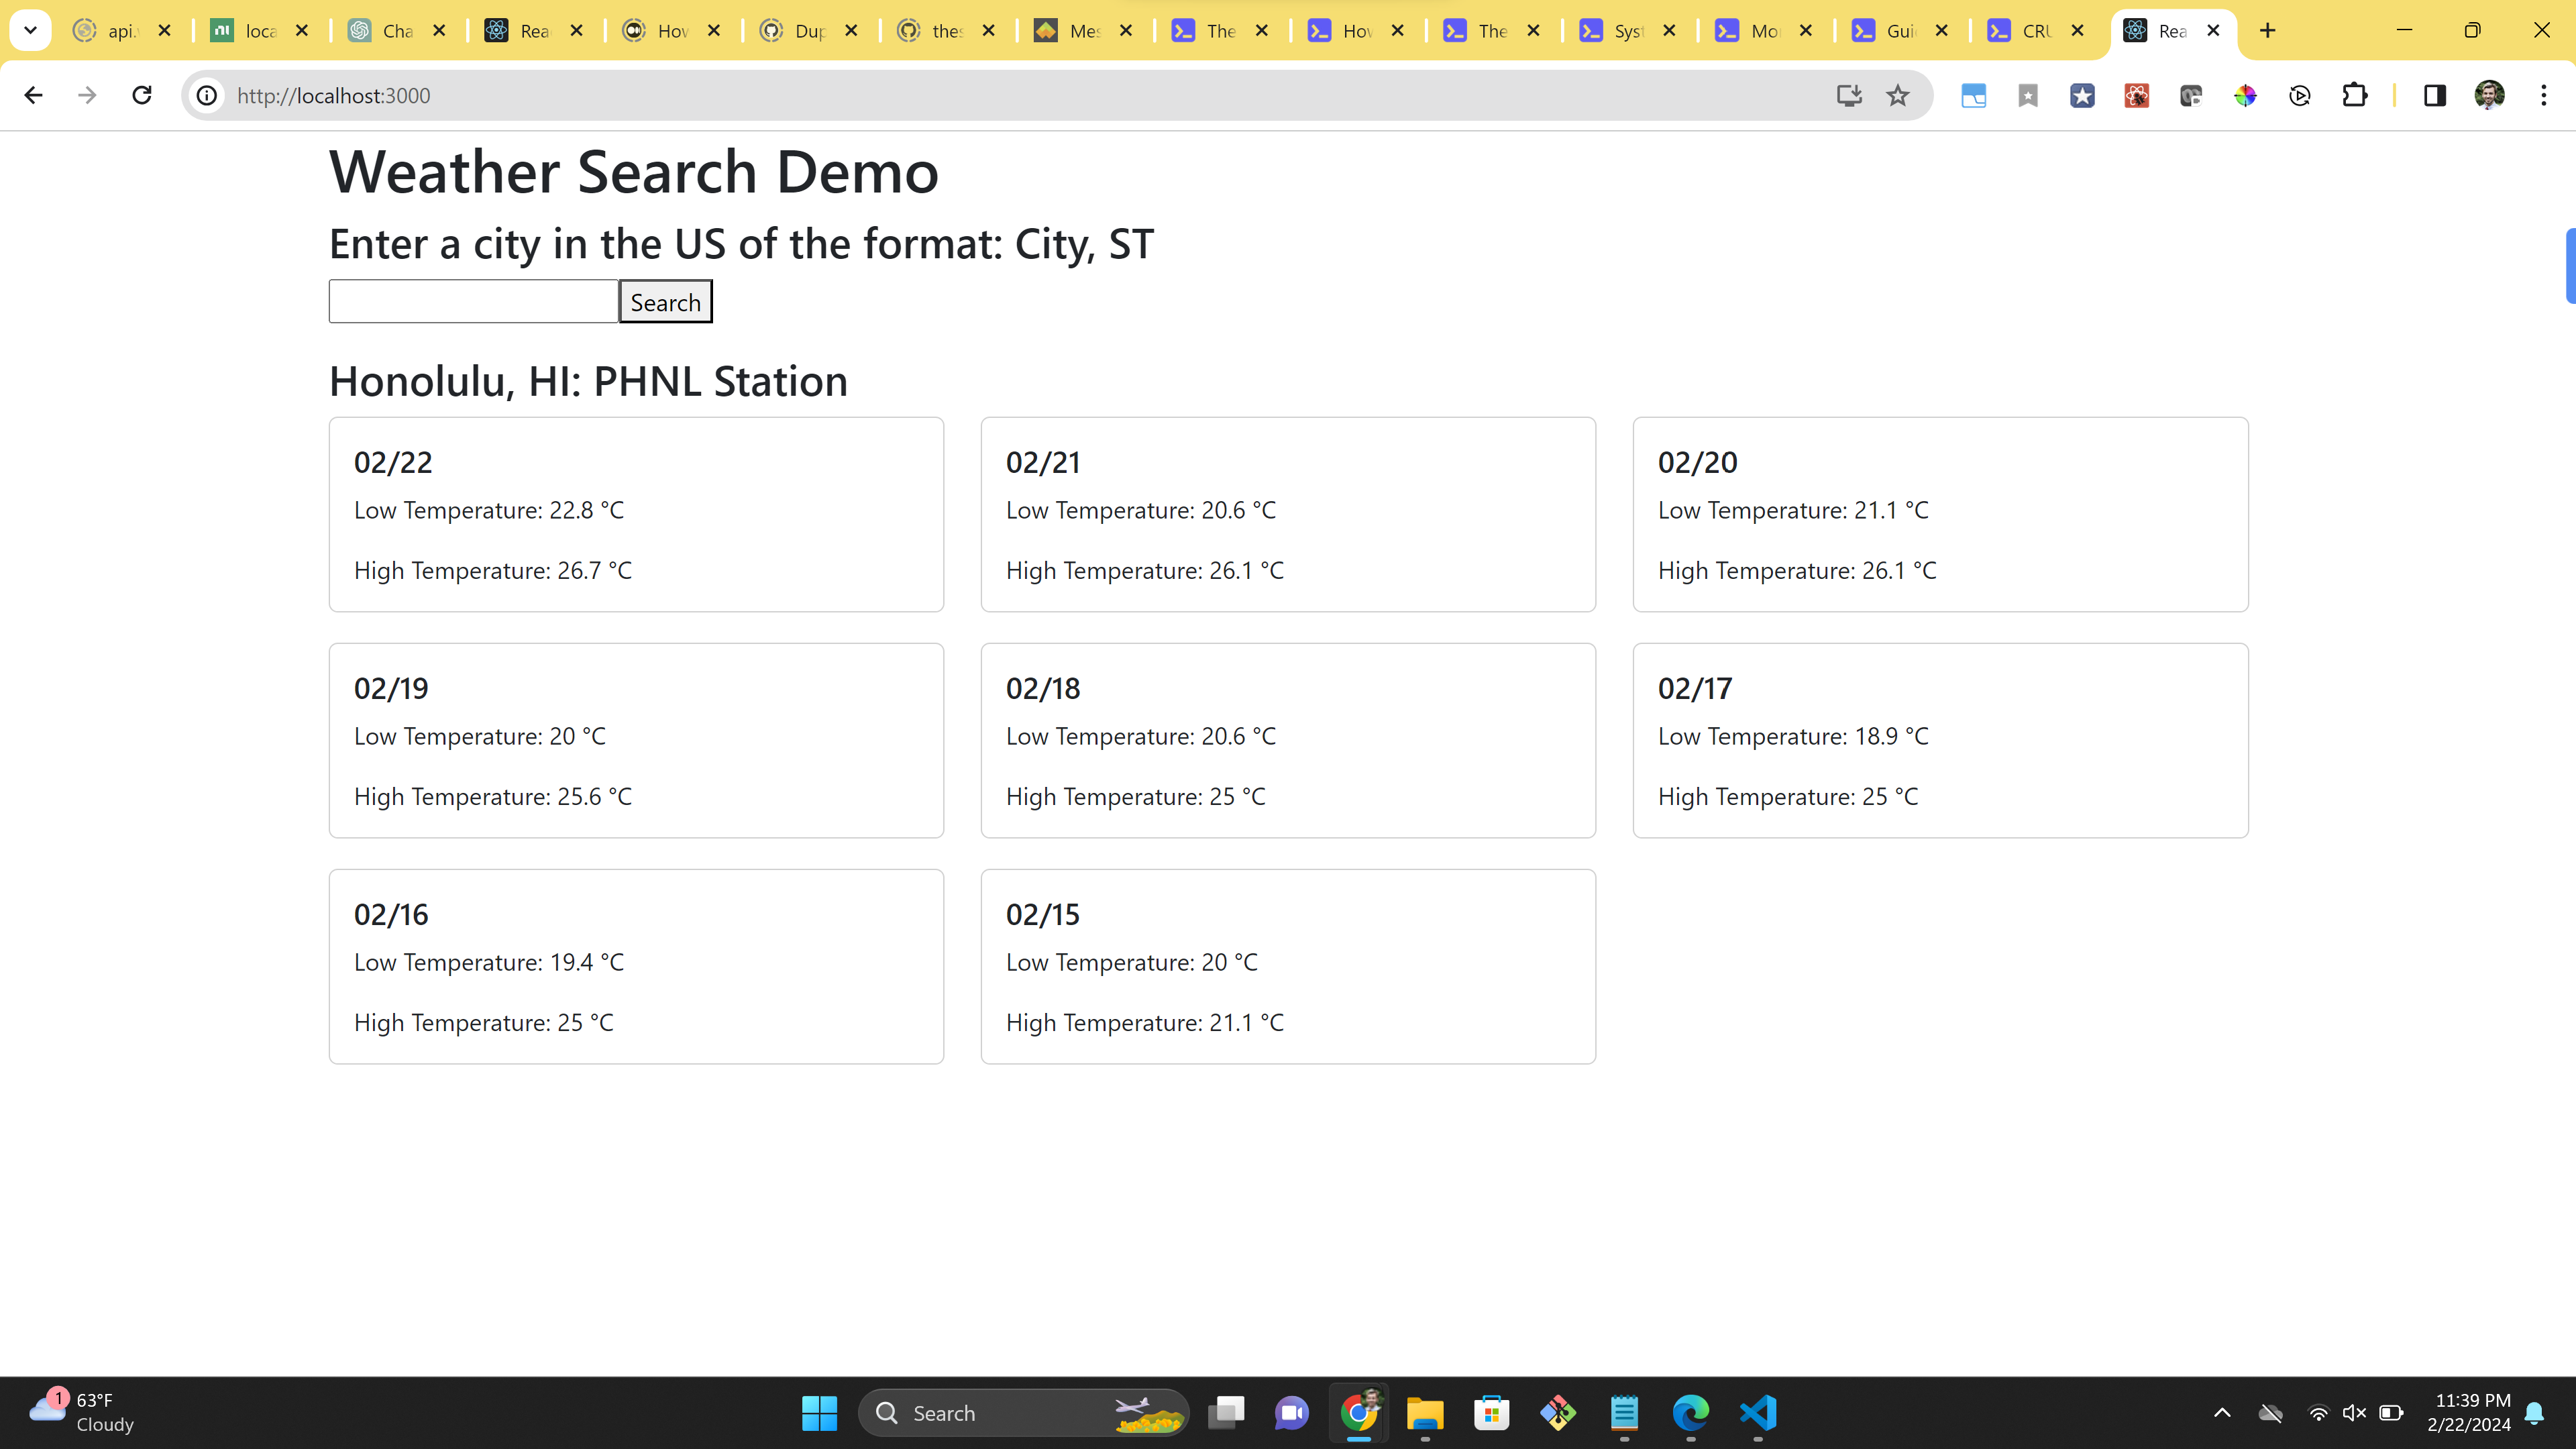 api.
loca
Cha
Rea
How
Dup
thes
Mes
The
How
The
Syst
Mo
Gui
CRU
Rea
http://localhost:3000
Weather Search Demo
Enter a city in the US of the format: City, ST
Search
Honolulu, HI: PHNL Station
02/22
Low Temperature: 22.8 °C
High Temperature: 26.7 °C
02/21
Low Temperature: 20.6 °C
High Temperature: 26.1 °C
02/20
Low Temperature: 21.1 °C
High Temperature: 26.1 °C
02/19
Low Temperature: 20 °C
High Temperature: 25.6 °C
02/18
Low Temperature: 20.6 °C
High Temperature: 25 °C
02/17
Low Temperature: 18.9 °C
High Temperature: 25 °C
02/16
Low Temperature: 19.4 °C
High Temperature: 25 °C
02/15
Low Temperature: 20 °C
High Temperature: 21.1 °C
1
63°F
Cloudy
Search
11:39 PM
2/22/2024